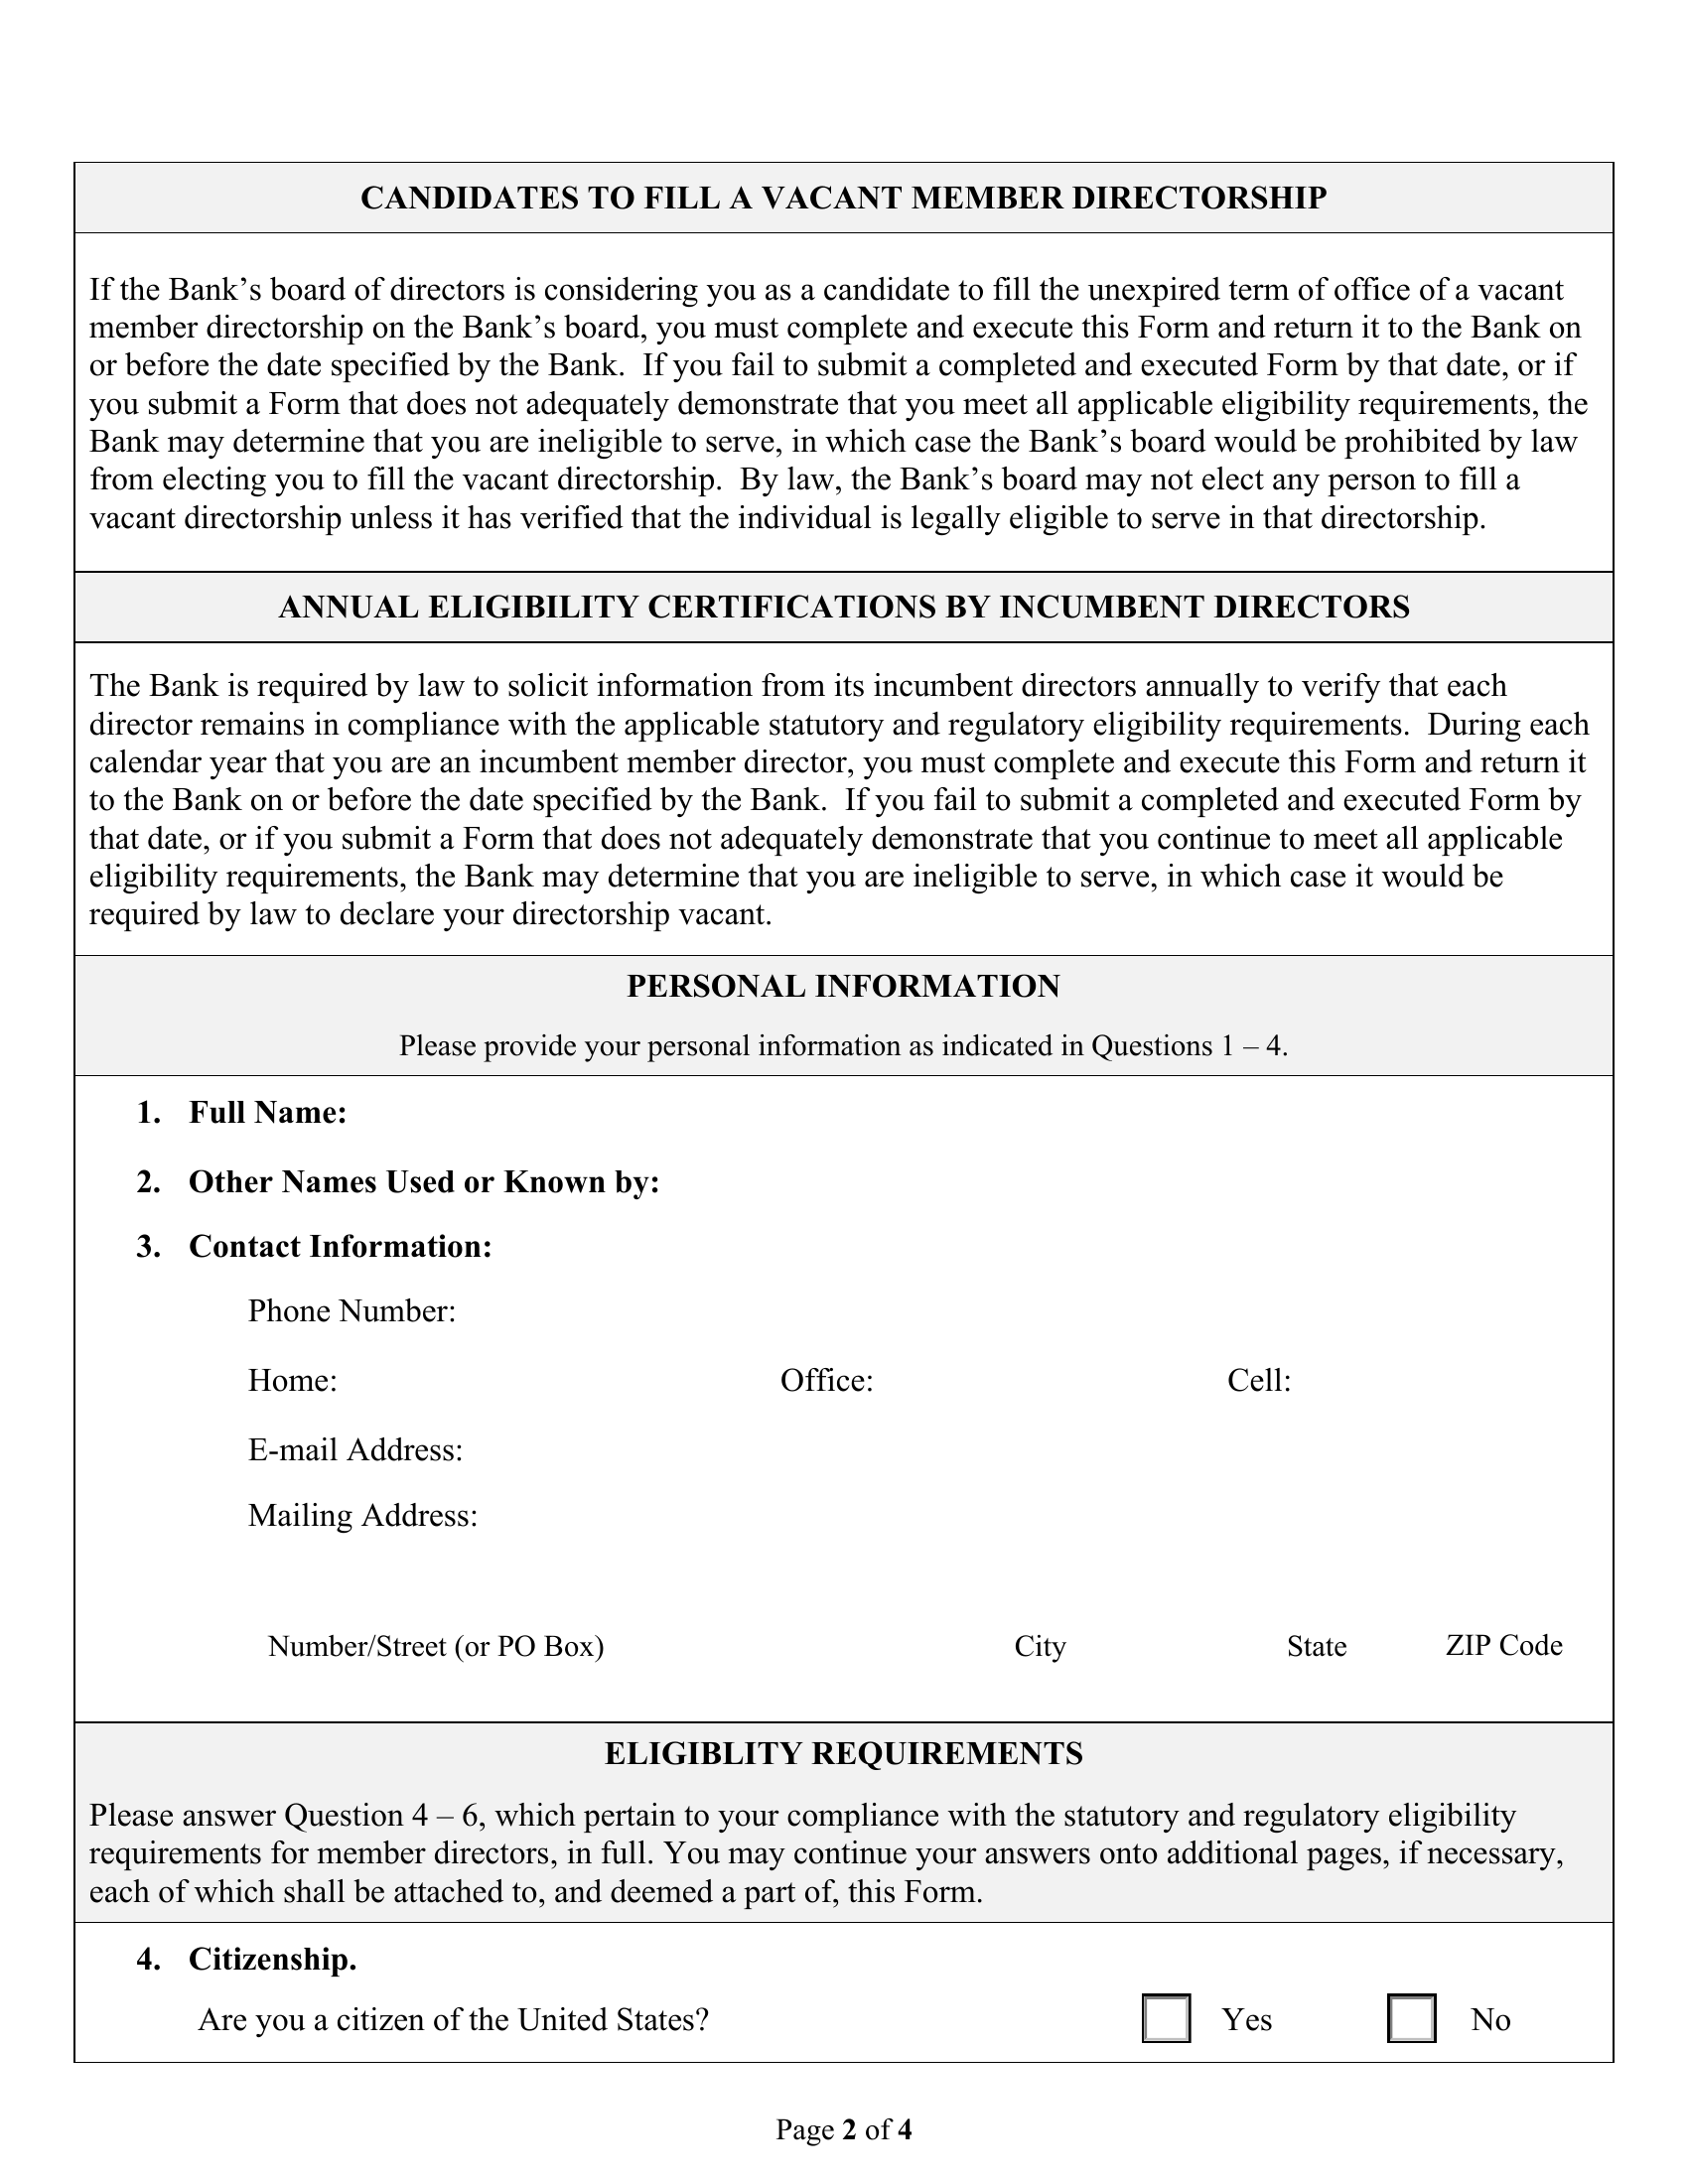 CANDIDATES TO FILL A VACANT MEMBER DIRECTORSHIP
If the Bank’s board of directors is considering you as a candidate to fill the unexpired term of office of a vacant
member directorship on the Bank’s board, you must complete and execute this Form and return it to the Bank on
or before the date specified by the Bank.  If you fail to submit a completed and executed Form by that date, or if
you submit a Form that does not adequately demonstrate that you meet all applicable eligibility requirements, the
Bank may determine that you are ineligible to serve, in which case the Bank’s board would be prohibited by law
from electing you to fill the vacant directorship.  By law, the Bank’s board may not elect any person to fill a
vacant directorship unless it has verified that the individual is legally eligible to serve in that directorship.
ANNUAL ELIGIBILITY CERTIFICATIONS BY INCUMBENT DIRECTORS
The Bank is required by law to solicit information from its incumbent directors annually to verify that each
director remains in compliance with the applicable statutory and regulatory eligibility requirements.  During each
calendar year that you are an incumbent member director, you must complete and execute this Form and return it
to the Bank on or before the date specified by the Bank.  If you fail to submit a completed and executed Form by
that date, or if you submit a Form that does not adequately demonstrate that you continue to meet all applicable
eligibility requirements, the Bank may determine that you are ineligible to serve, in which case it would be
required by law to declare your directorship vacant.
PERSONAL INFORMATION
Please provide your personal information as indicated in Questions 1 – 4.
1. Full Name:
2. Other Names Used or Known by:
3. Contact Information:
Phone Number:
Home: Office: Cell:
E-mail Address:
Mailing Address:
Number/Street (or PO Box) City State ZIP Code
ELIGIBLITY REQUIREMENTS
Please answer Question 4 – 6, which pertain to your compliance with the statutory and regulatory eligibility
requirements for member directors, in full. You may continue your answers onto additional pages, if necessary,
each of which shall be attached to, and deemed a part of, this Form.
4. Citizenship.
Are you a citizen of the United States? Yes No
Page 2 of 4